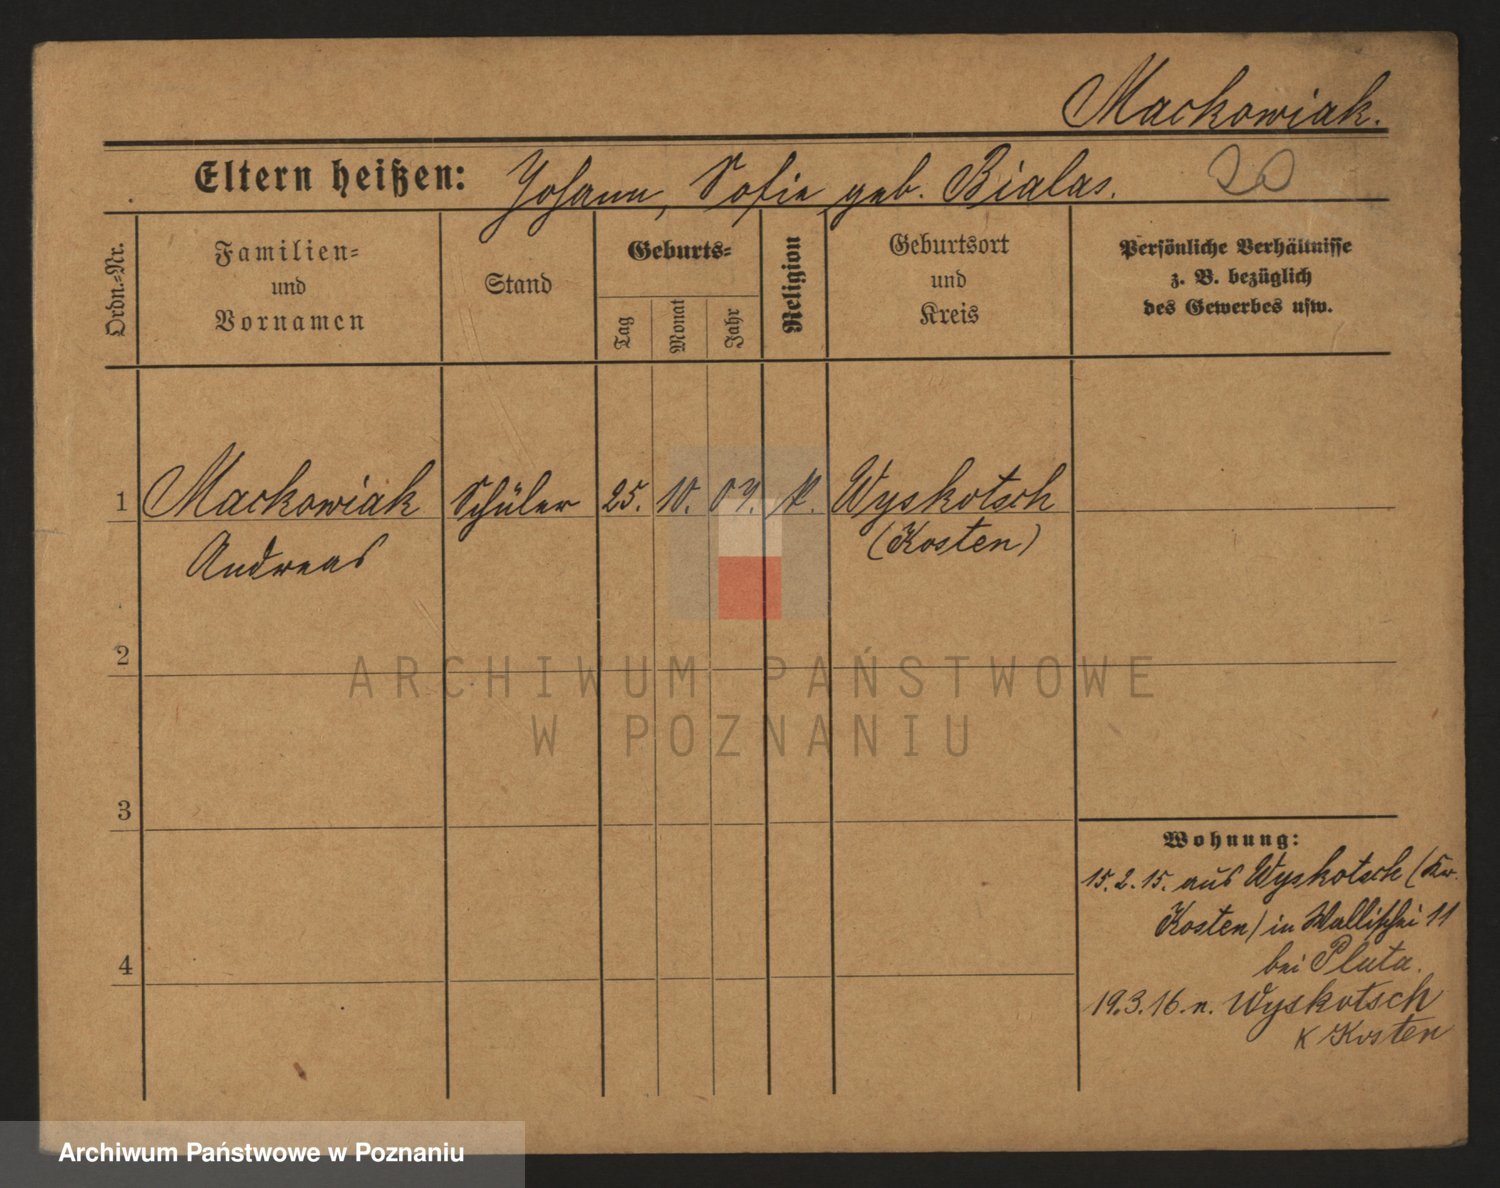 Mackowiak.
Eltern heißen: Johann, Sofie geb. Bialas. 20
Ordn.-Nr.
Familien-
und
Vornamen
Stand
Geburts-
Tag
Monat
Jahr
Religion
Geburtsort
und
Kreis
Persönliche Verhältnisse
z. B. bezüglich
des Gewerbes usw.
1 Mackowiak Schüler 25. 10. 07. k. Wyskotsch
Andreas (Kosten)
2
3
4
Wohnung:
15.2.15. aus Wyskotsch (Kr.
Kosten) in Wallischei 11
bei Pluta.
19.3.16 n. Wyskotsch
K Kosten
ARCHIWUM PAŃSTWOWE
W POZNANIU
Archiwum Państwowe w Poznaniu